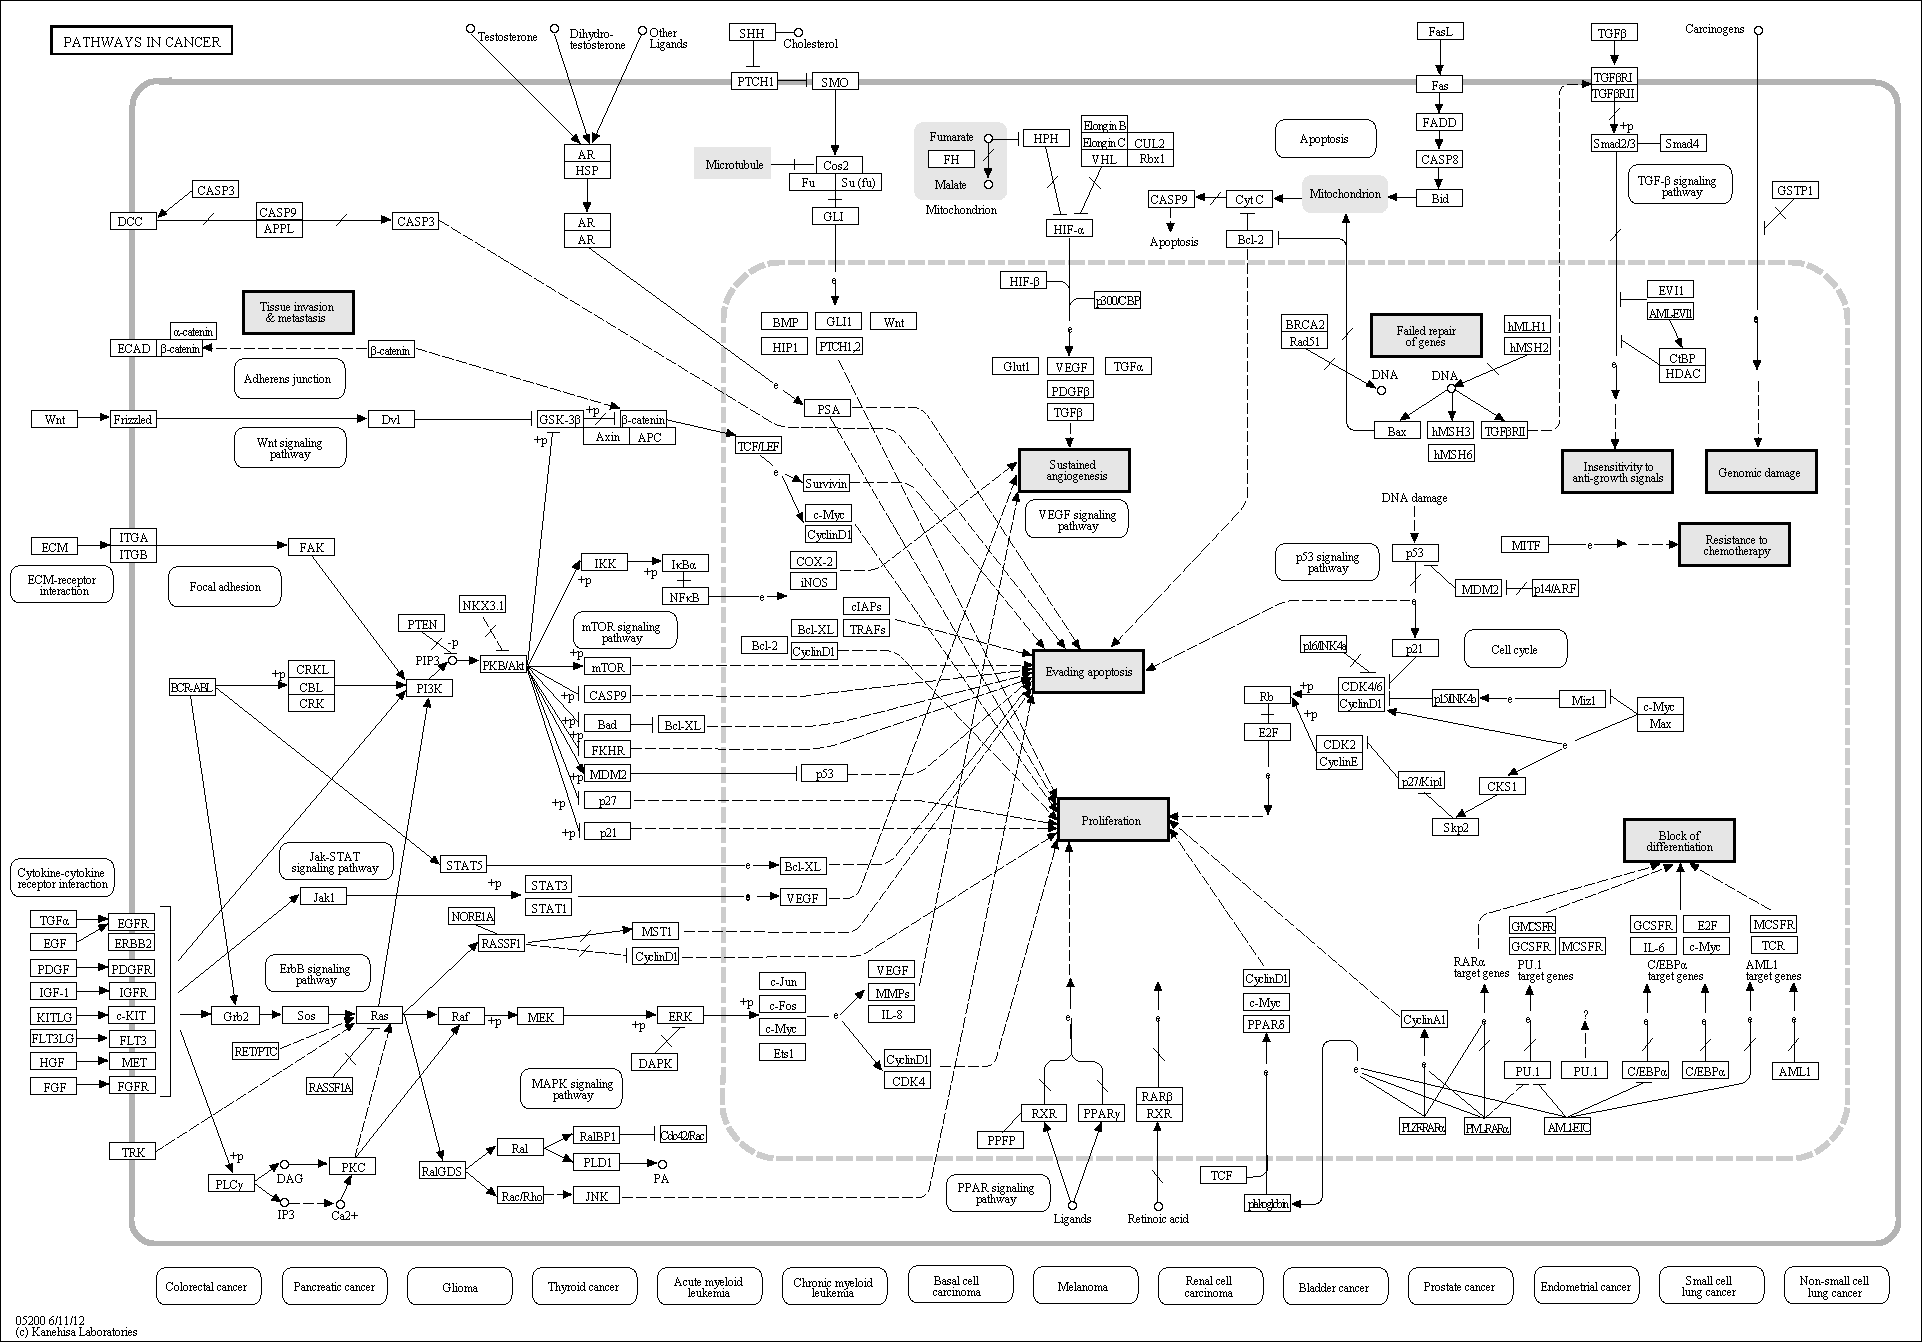 PATHWAYS IN CANCER
Testosterone
Dihydro-
testosterone
Other
Ligands
SHH
Cholesterol
PTCH1
SMO
FasL
Fas
FADD
CASP8
Bid
TGFβ
TGFβRI
TGFβRII
+p
Smad2/3
Smad4
Carcinogens
AR
HSP
AR
AR
Microtubule
Cos2
Fu
Su (fu)
GLI
Fumarate
FH
Malate
Mitochondrion
HPH
Elongin B
Elongin C
CUL2
VHL
Rbx1
HIF-α
Apoptosis
CASP9
Cyt C
Mitochondrion
Apoptosis
Bcl-2
TGF-β signaling
pathway
GSTP1
CASP3
DCC
CASP9
APPL
CASP3
Tissue invasion
& metastasis
α-catenin
ECAD
β-catenin
β-catenin
Adherens junction
e
BMP
GLI1
Wnt
HIP1
PTCH1,2
HIF-β
p300/CBP
e
Glut1
VEGF
TGFα
PDGFβ
TGFβ
Sustained
angiogenesis
VEGF signaling
pathway
BRCA2
Rad51
DNA
Failed repair
of genes
hMLH1
hMSH2
DNA
Bax
hMSH3
TGFβRII
hMSH6
EVI1
AML-EVI1
CtBP
HDAC
e
e
Insensitivity to
anti-growth signals
Genomic damage
Wnt
Frizzled
Dvl
GSK-3β
+p
β-catenin
Axin
APC
+p
Wnt signaling
pathway
e
PSA
TCF/LEF
e
Survivin
c-Myc
CyclinD1
ECM
ITGA
ITGB
FAK
ECM-receptor
interaction
Focal adhesion
IKK
+p
+p
IκBα
NFκB
e
COX-2
iNOS
cIAPs
Bcl-XL
TRAFs
Bcl-2
CyclinD1
DNA damage
p53
MITF
e
Resistance to
chemotherapy
p53 signaling
pathway
MDM2
p14/ARF
e
p21
Cell cycle
NKX3.1
PTEN
-p
PIP3
PKB/Akt
mTOR signaling
pathway
+p
mTOR
CASP9
+p
Bad
+p
Bcl-XL
+p
FKHR
+p
MDM2
+p
p53
+p
p27
+p
p21
+p
Evading apoptosis
p16/INK4a
CDK4/6
CyclinD1
Rb
+p
p15/INK4b
e
Miz1
c-Myc
Max
E2F
+p
CDK2
CyclinE
e
p27/Kip1
CKS1
Skp2
e
BCR-ABL
+p
CRKL
CBL
CRK
PI3K
Proliferation
Block of
differentiation
Jak-STAT
signaling pathway
STAT5
e
Bcl-XL
Cytokine-cytokine
receptor interaction
Jak1
+p
STAT3
STAT1
e
VEGF
TGFα
EGFR
EGF
ERBB2
PDGF
PDGFR
IGF-1
IGFR
KITLG
c-KIT
FLT3LG
FLT3
HGF
MET
FGF
FGFR
NORE1A
RASSF1
MST1
CyclinD1
ErbB signaling
pathway
Grb2
Sos
Ras
Raf
+p
MEK
+p
ERK
+p
RET/PTC
RASSF1A
DAPK
c-Jun
c-Fos
c-Myc
Ets1
e
VEGF
MMPs
IL-8
CyclinD1
CDK4
MAPK signaling
pathway
e
RXR
PPARγ
PPFP
e
RARβ
RXR
CyclinD1
c-Myc
PPARδ
e
CyclinA1
e
e
GMCSFR
GCSFR
MCSFR
GCSFR
E2F
IL-6
c-Myc
MCSFR
TCR
RARα
target genes
PU.1
target genes
C/EBPα
target genes
AML1
target genes
e
e
?
e
e
e
e
PU.1
PU.1
C/EBPα
C/EBPα
AML1
PLZF-RARα
PML-RARα
AML1-ETO
TRK
+p
PLCγ
DAG
PKC
IP3
Ca2+
RalGDS
Ral
RalBP1
Cdc42/Rac
PLD1
PA
Rac/Rho
JNK
PPAR signaling
pathway
Ligands
Retinoic acid
TCF
plakoglobin
Colorectal cancer
Pancreatic cancer
Glioma
Thyroid cancer
Acute myeloid
leukemia
Chronic myeloid
leukemia
Basal cell
carcinoma
Melanoma
Renal cell
carcinoma
Bladder cancer
Prostate cancer
Endometrial cancer
Small cell
lung cancer
Non-small cell
lung cancer
05200 6/11/12
(c) Kanehisa Laboratories